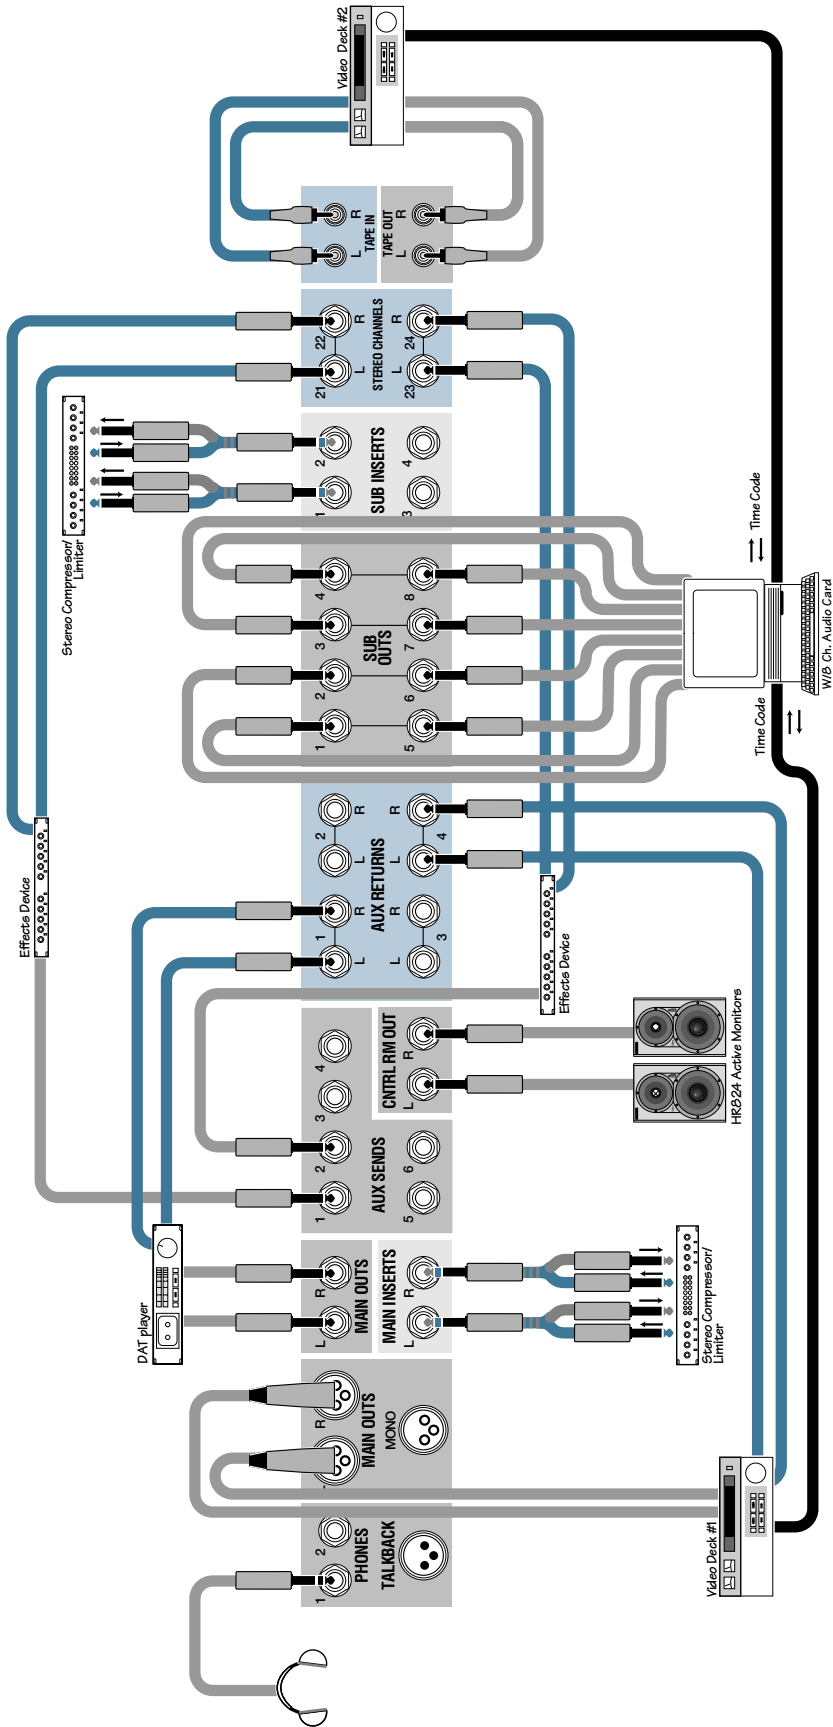 Effects Device
Stereo Compressor/
Limiter
DAT player
1 2
PHONES
TALKBACK
R
MAIN OUTS
MONO
L R
MAIN OUTS
MAIN INSERTS
L R
1 2 3 4
AUX SENDS
5 6
CNTRL RM OUT
L R
1 2
L R L R
AUX RETURNS
L R L R
3 4
1 2 3 4
SUB
OUTS
5 6 7 8
1 2
SUB INSERTS
3 4
21 22
L R
STEREO CHANNELS
L R
23 24
L R
TAPE IN
TAPE OUT
L R
Video Deck #2
Effects Device
Stereo Compressor/
Limiter
HR824 Active Monitors
Video Deck #1
Time Code
Time Code
W/8 Ch. Audio Card